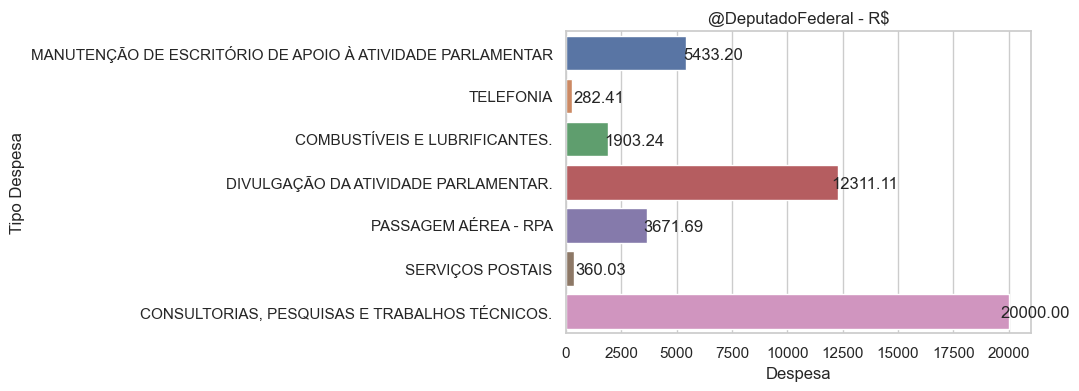 @DeputadoFederal - R$
Tipo Despesa
MANUTENÇÃO DE ESCRITÓRIO DE APOIO À ATIVIDADE PARLAMENTAR 5433.20
TELEFONIA 282.41
COMBUSTÍVEIS E LUBRIFICANTES. 1903.24
DIVULGAÇÃO DA ATIVIDADE PARLAMENTAR. 12311.11
PASSAGEM AÉREA - RPA 3671.69
SERVIÇOS POSTAIS 360.03
CONSULTORIAS, PESQUISAS E TRABALHOS TÉCNICOS. 20000.00
0 2500 5000 7500 10000 12500 15000 17500 20000
Despesa